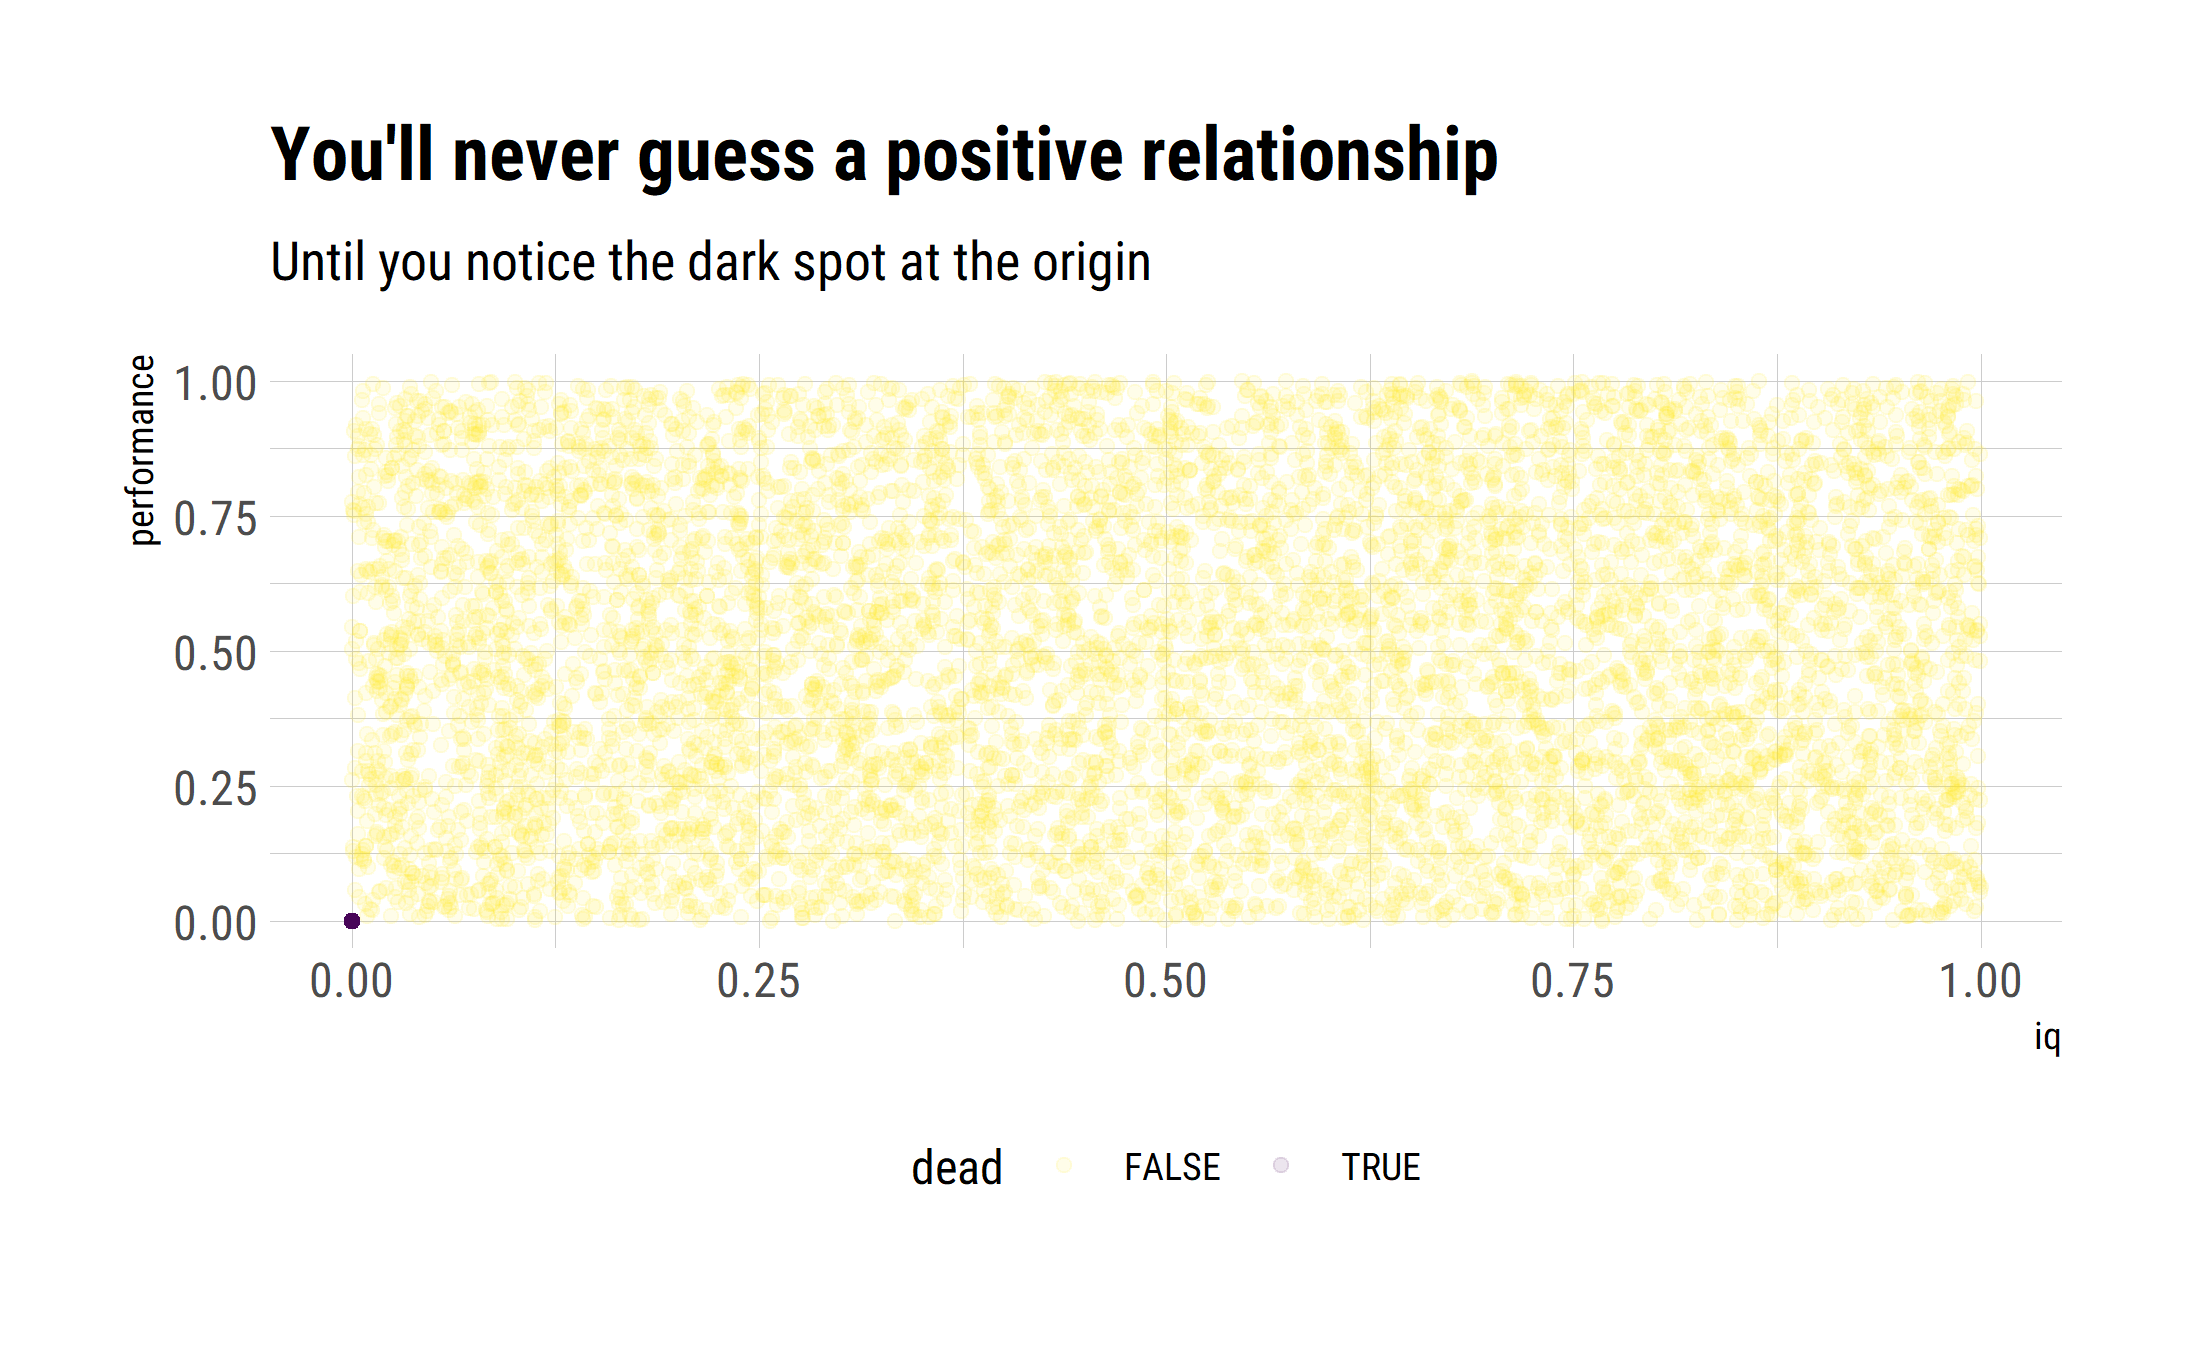 You'll never guess a positive relationship
Until you notice the dark spot at the origin
performance
1.00
0.75
0.50
0.25
0.00
0.00 0.25 0.50 0.75 1.00
iq
dead FALSE TRUE